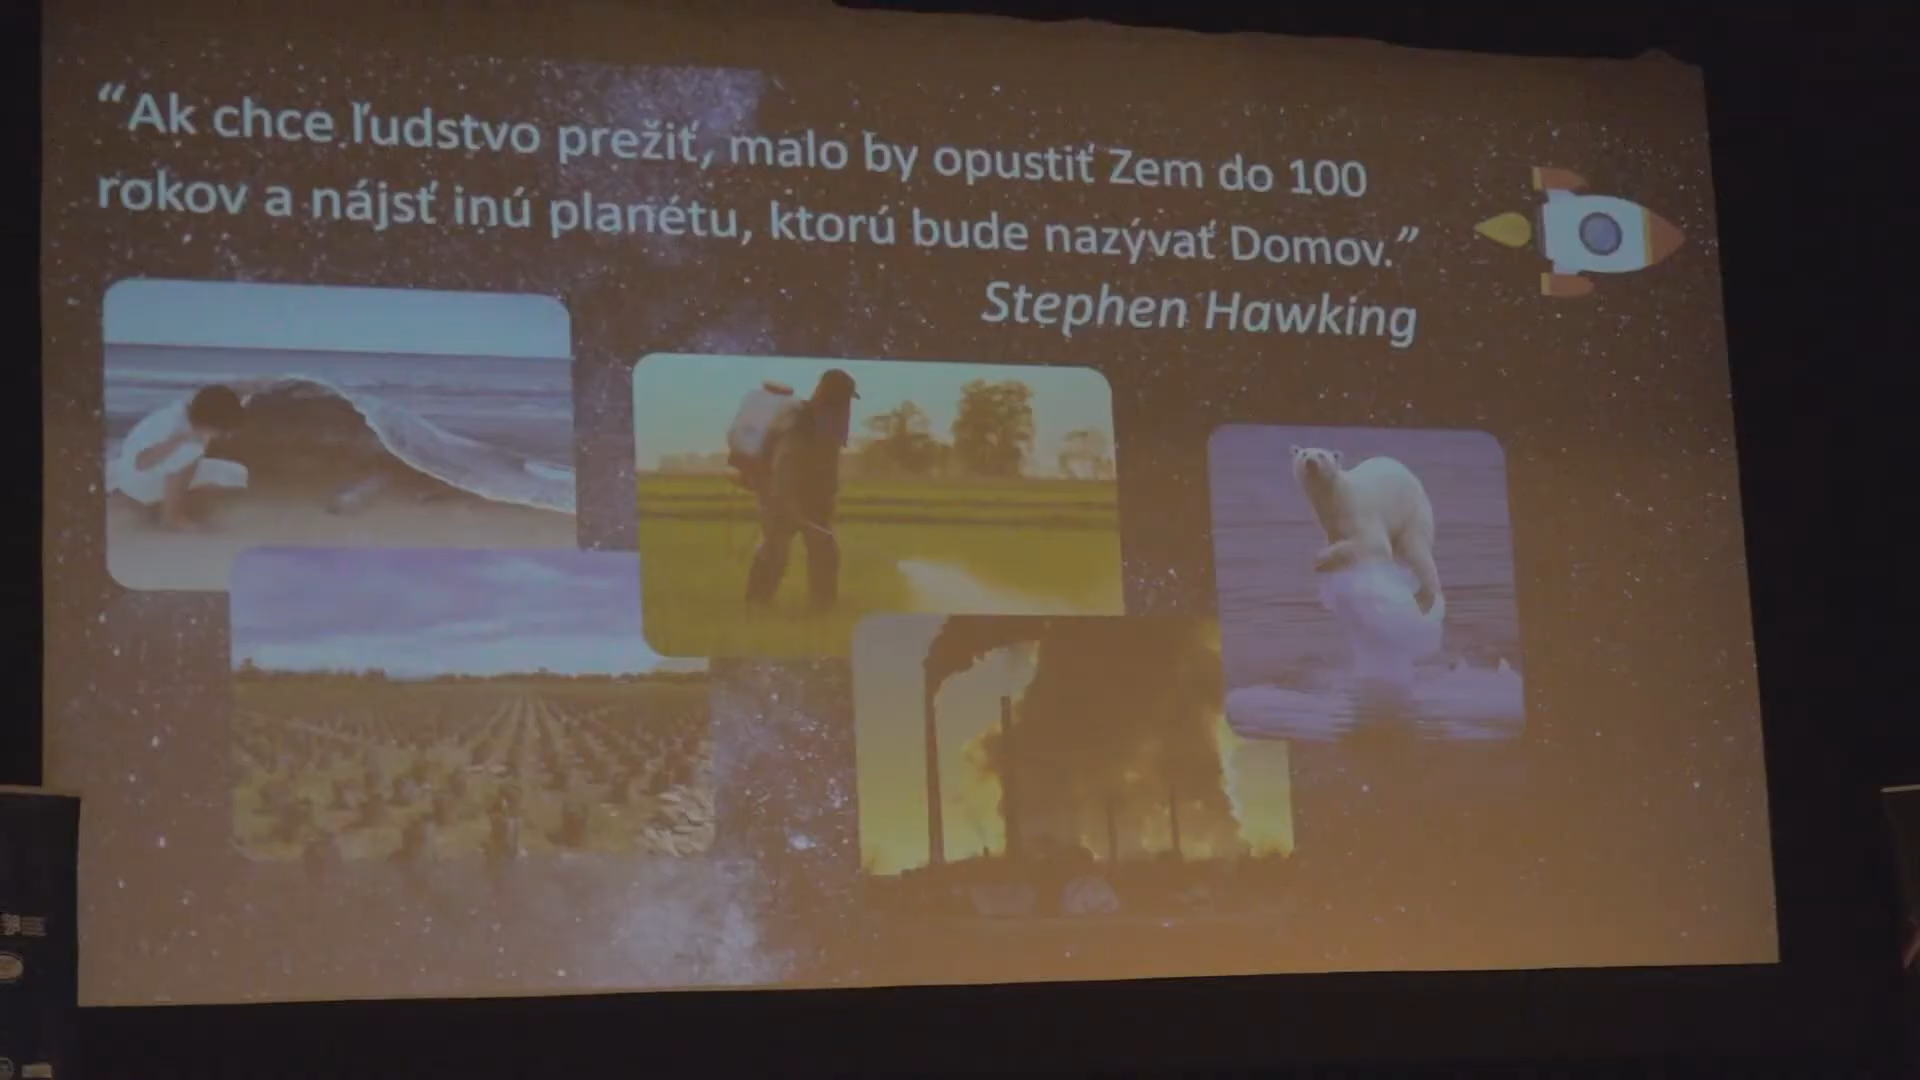 “Ak chce ľudstvo prežiť, malo by opustiť Zem do 100
rokov a nájsť inú planétu, ktorú bude nazývať Domov.”
Stephen Hawking